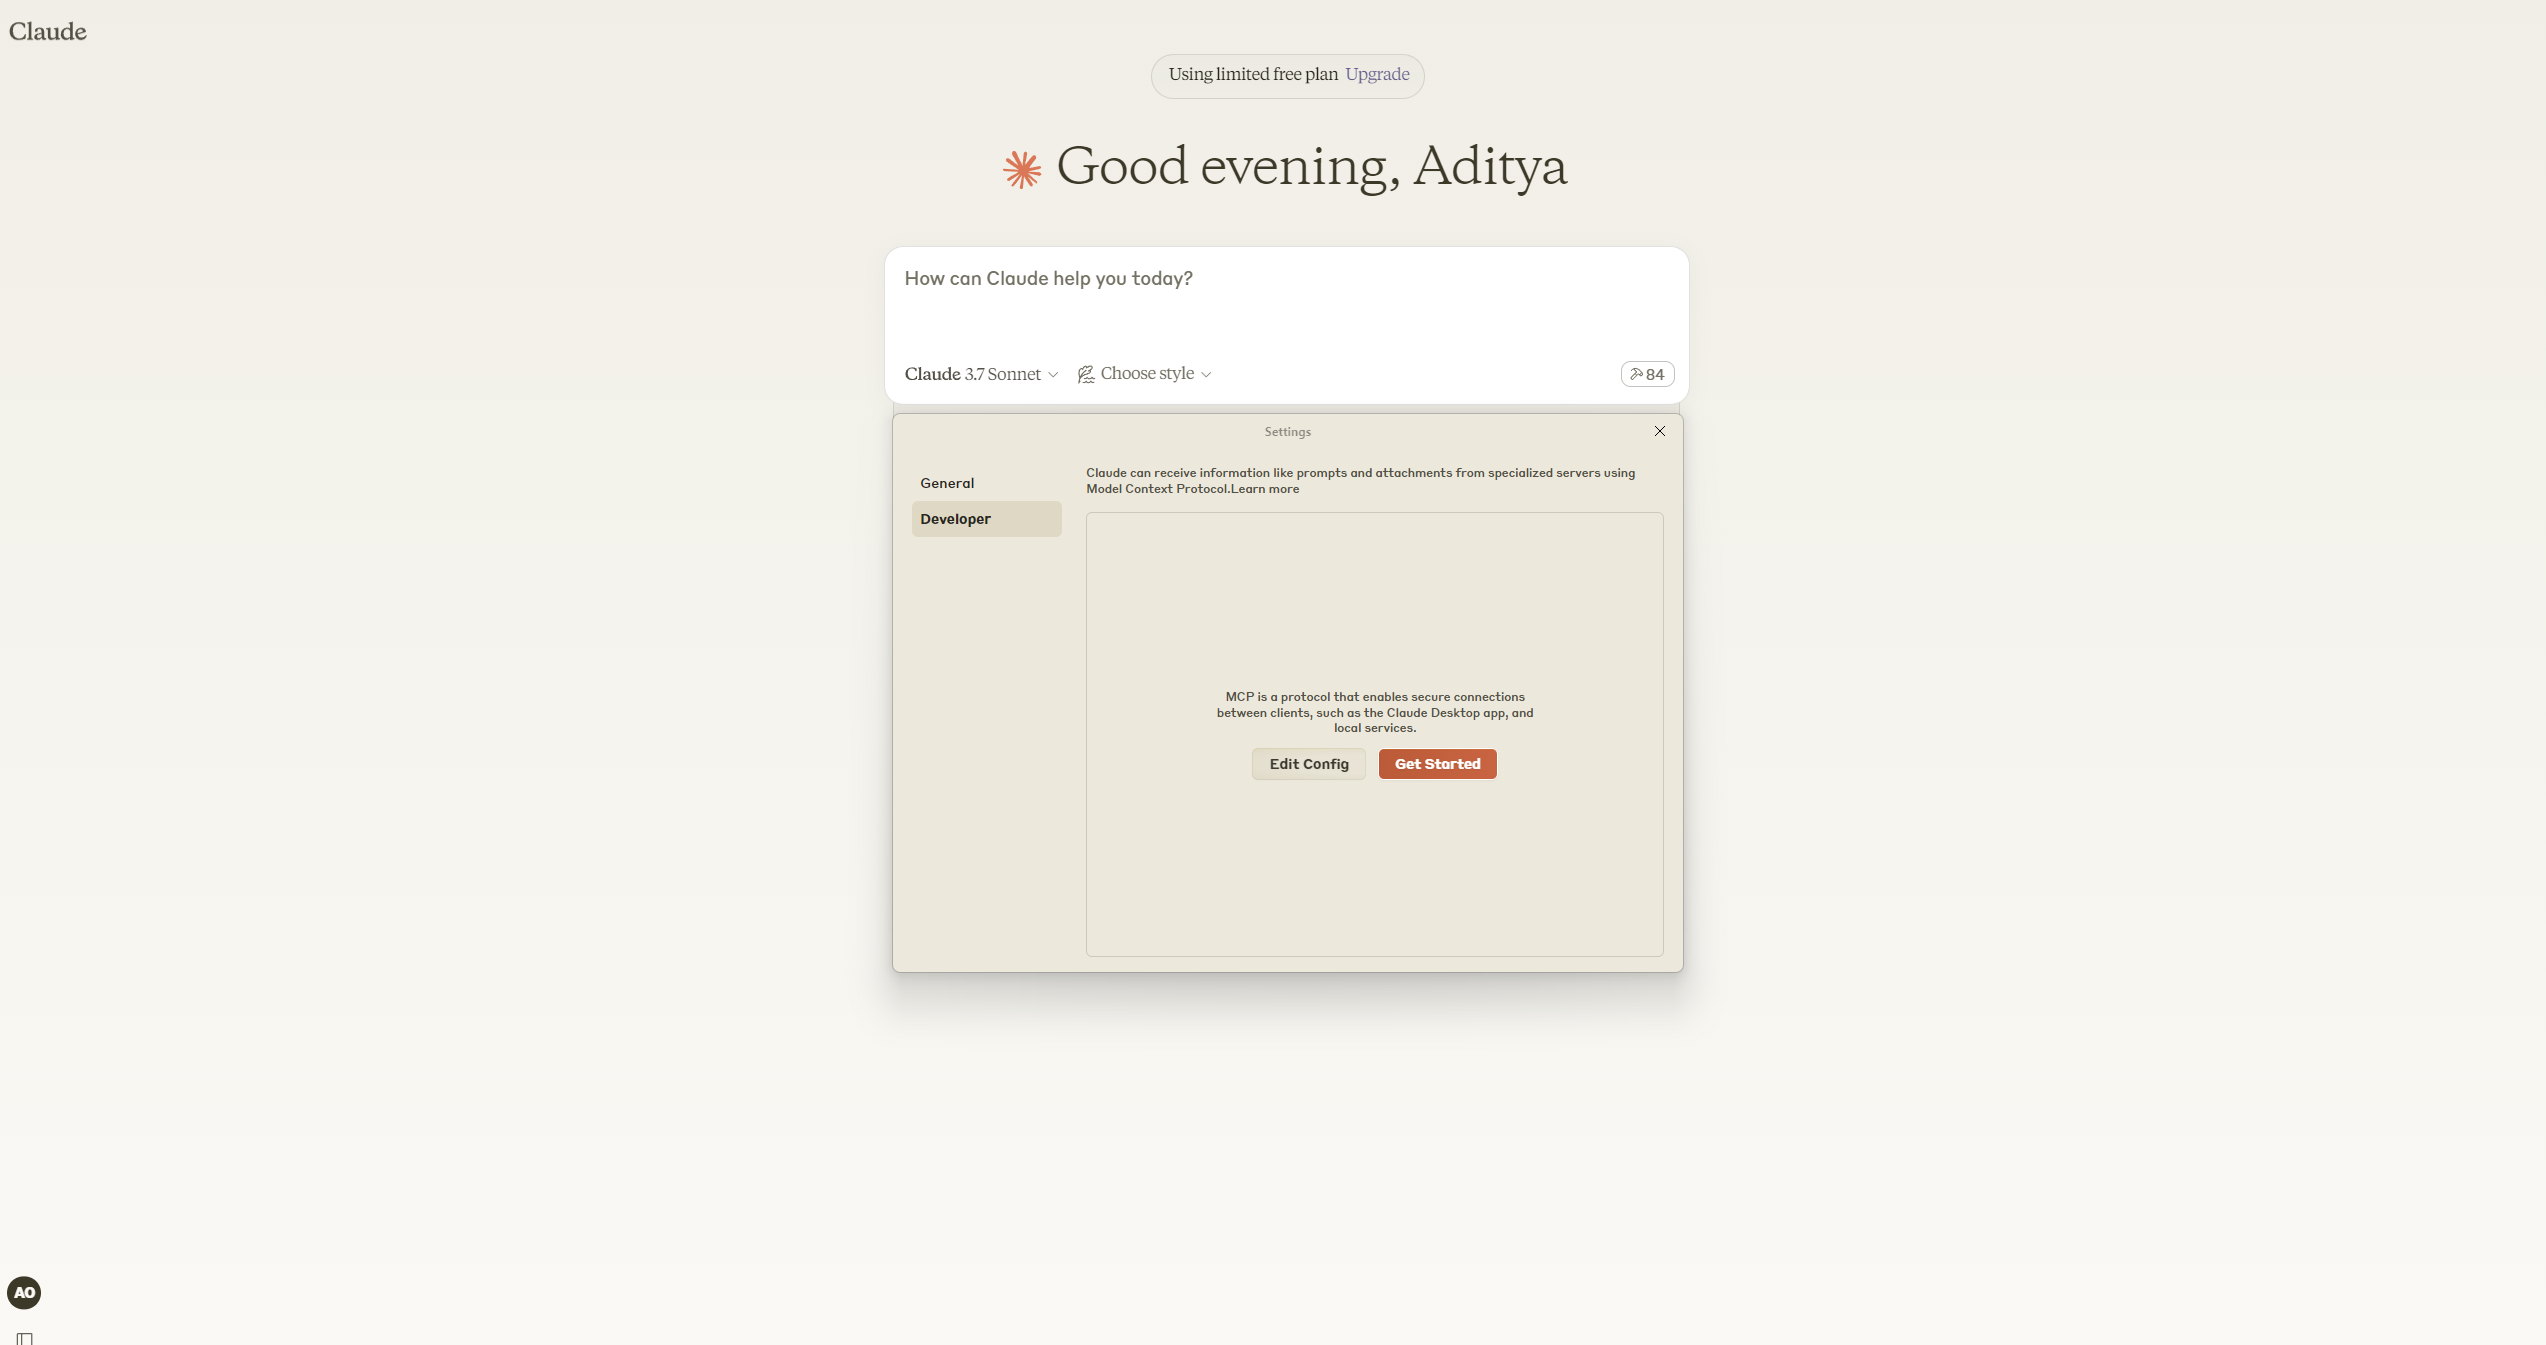 Claude
Using limited free plan Upgrade
Good evening, Aditya
How can Claude help you today?
Claude 3.7 Sonnet
Choose style
84
Settings
General
Developer
Claude can receive information like prompts and attachments from specialized servers using
Model Context Protocol.Learn more
MCP is a protocol that enables secure connections
between clients, such as the Claude Desktop app, and
local services.
Edit Config
Get Started
AO